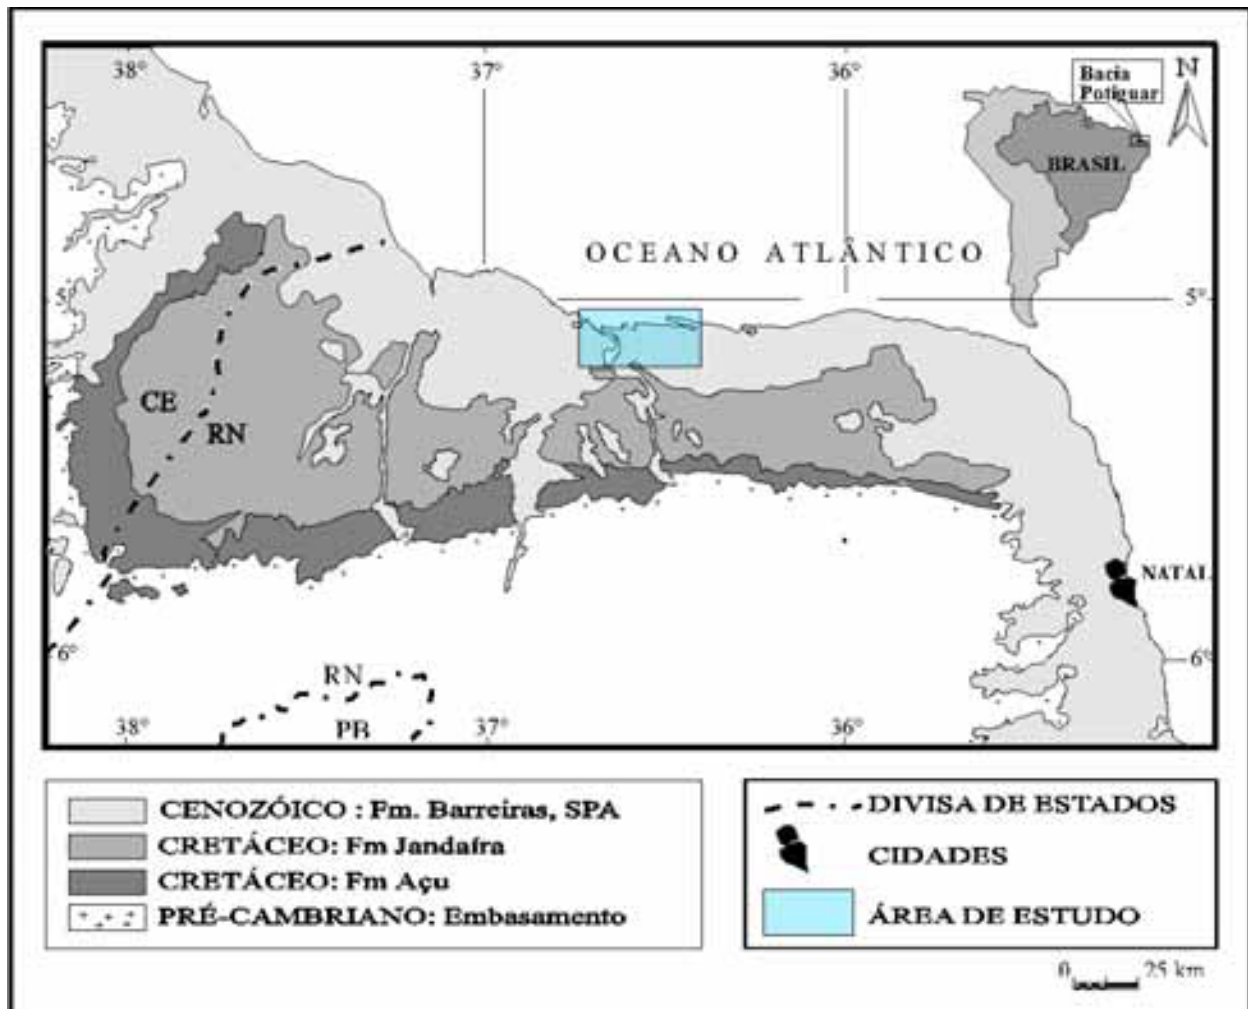 38°
37°
36°
Bacia
Potiguar
N
BRASIL
OCEANO ATLÂNTICO
5°
5°
CE
RN
NATAL
6°
6°
RN
PB
38°
37°
36°
CENOZÓICO : Fm. Barreiras, SPA
CRETÁCEO: Fm Jandaíra
CRETÁCEO: Fm Açu
PRÉ-CAMBRIANO: Embasamento
DIVISA DE ESTADOS
CIDADES
ÁREA DE ESTUDO
0 25 km